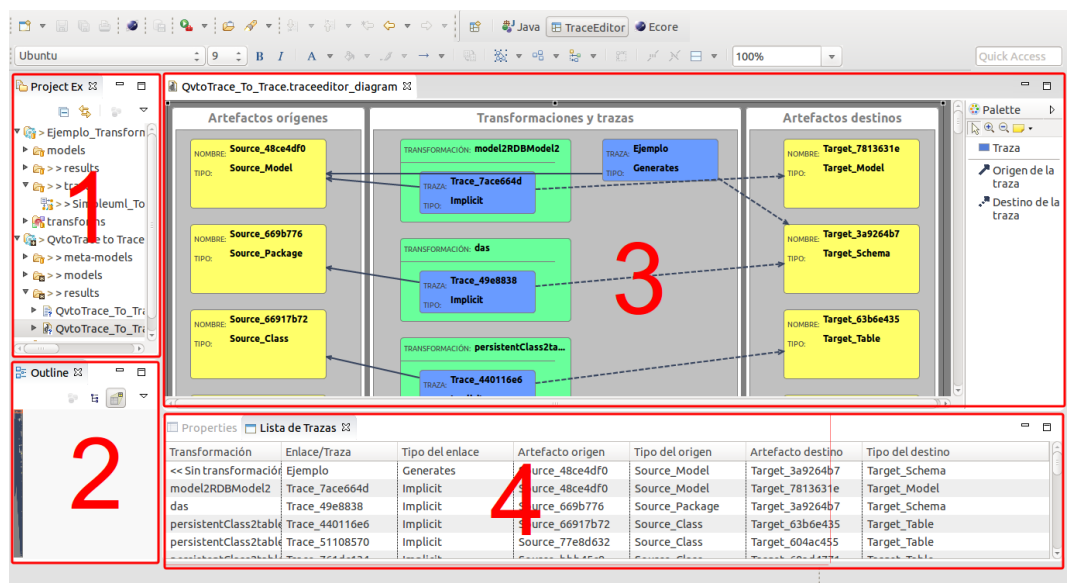 Java TraceEditor Ecore
Ubuntu 9 B I A 100% Quick Access
Project Ex
> Ejemplo_Transform
models
> > results
> > tra
> > Simpleuml_To
transforms
> QvtoTrace to Trace
> > meta-models
> > models
> > results
QvtoTrace_To_Tra
QvtoTrace_To_Tra
1
Outline
2
QvtoTrace_To_Trace.traceeditor_diagram
Artefactos orígenes
NOMBRE: Source_48ce4df0
TIPO: Source_Model
NOMBRE: Source_669b776
TIPO: Source_Package
NOMBRE: Source_66917b72
TIPO: Source_Class
Transformaciones y trazas
TRANSFORMACIÓN: model2RDBModel2
TRAZA: Trace_7ace664d
TIPO: Implicit
TRAZA: Ejemplo
TIPO: Generates
TRANSFORMACIÓN: das
TRAZA: Trace_49e8838
TIPO: Implicit
TRANSFORMACIÓN: persistentClass2ta...
TRAZA: Trace_440116e6
3
Artefactos destinos
NOMBRE: Target_7813631e
TIPO: Target_Model
NOMBRE: Target_3a9264b7
TIPO: Target_Schema
NOMBRE: Target_63b6e435
TIPO: Target_Table
Palette
Traza
Origen de la
traza
Destino de la
traza
Properties Lista de Trazas
Transformación Enlace/Traza Tipo del enlace Artefacto origen Tipo del origen Artefacto destino Tipo del destino
<< Sin transformación Ejemplo Generates Source_48ce4df0 Source_Model Target_3a9264b7 Target_Schema
model2RDBModel2 Trace_7ace664d Implicit Source_48ce4df0 Source_Model Target_7813631e Target_Model
das Trace_49e8838 Implicit Source_669b776 Source_Package Target_3a9264b7 Target_Schema
persistentClass2table Trace_440116e6 Implicit Source_66917b72 Source_Class Target_63b6e435 Target_Table
persistentClass2table Trace_51108570 Implicit Source_77e8d632 Source_Class Target_604ac455 Target_Table
4